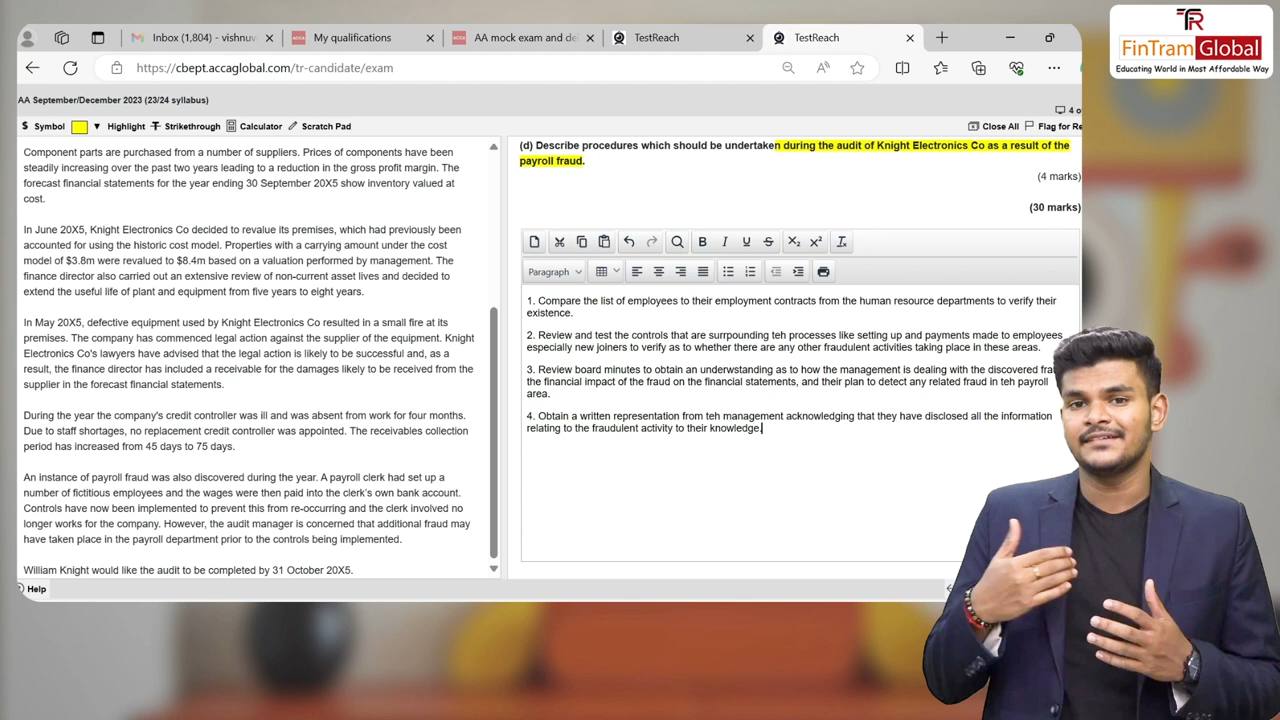 FinTram Global
Educating World in Most Affordable Way
Inbox (1,804) - vishnuv
My qualifications
AA mock exam and de
TestReach
TestReach
https://cbept.accaglobal.com/tr-candidate/exam
AA September/December 2023 (23/24 syllabus)
4 o
$ Symbol
Highlight
Strikethrough
Calculator
Scratch Pad
Close All
Flag for Re
Component parts are purchased from a number of suppliers. Prices of components have been
steadily increasing over the past two years leading to a reduction in the gross profit margin. The
forecast financial statements for the year ending 30 September 20X5 show inventory valued at
cost.
In June 20X5, Knight Electronics Co decided to revalue its premises, which had previously been
accounted for using the historic cost model. Properties with a carrying amount under the cost
model of $3.8m were revalued to $8.4m based on a valuation performed by management. The
finance director also carried out an extensive review of non-current asset lives and decided to
extend the useful life of plant and equipment from five years to eight years.
In May 20X5, defective equipment used by Knight Electronics Co resulted in a small fire at its
premises. The company has commenced legal action against the supplier of the equipment. Knight
Electronics Co's lawyers have advised that the legal action is likely to be successful and, as a
result, the finance director has included a receivable for the damages likely to be received from the
supplier in the forecast financial statements.
During the year the company's credit controller was ill and was absent from work for four months.
Due to staff shortages, no replacement credit controller was appointed. The receivables collection
period has increased from 45 days to 75 days.
An instance of payroll fraud was also discovered during the year. A payroll clerk had set up a
number of fictitious employees and the wages were then paid into the clerk's own bank account.
Controls have now been implemented to prevent this from re-occurring and the clerk involved no
longer works for the company. However, the audit manager is concerned that additional fraud may
have taken place in the payroll department prior to the controls being implemented.
William Knight would like the audit to be completed by 31 October 20X5.
Help
(d) Describe procedures which should be undertaken during the audit of Knight Electronics Co as a result of the
payroll fraud.
(4 marks)
(30 marks)
B I U S X₂ X² Tx
Paragraph
1. Compare the list of employees to their employment contracts from the human resource departments to verify their
existence.
2. Review and test the controls that are surrpounding teh processes like setting up and payments made to employees
especially new joiners to verify as to whether there are any other fraudulent activities taking place in these areas.
3. Review board minutes to obtain an understanding as to how the management is dealing with the discovered fra
the financial impact of the fraud on the financial statements, and their plan to detect any related fraud in teh payroll
area.
4. Obtain a written representation from teh management acknowledging that they have disclosed all the information
relating to the fraudulent activity to their knowledge.